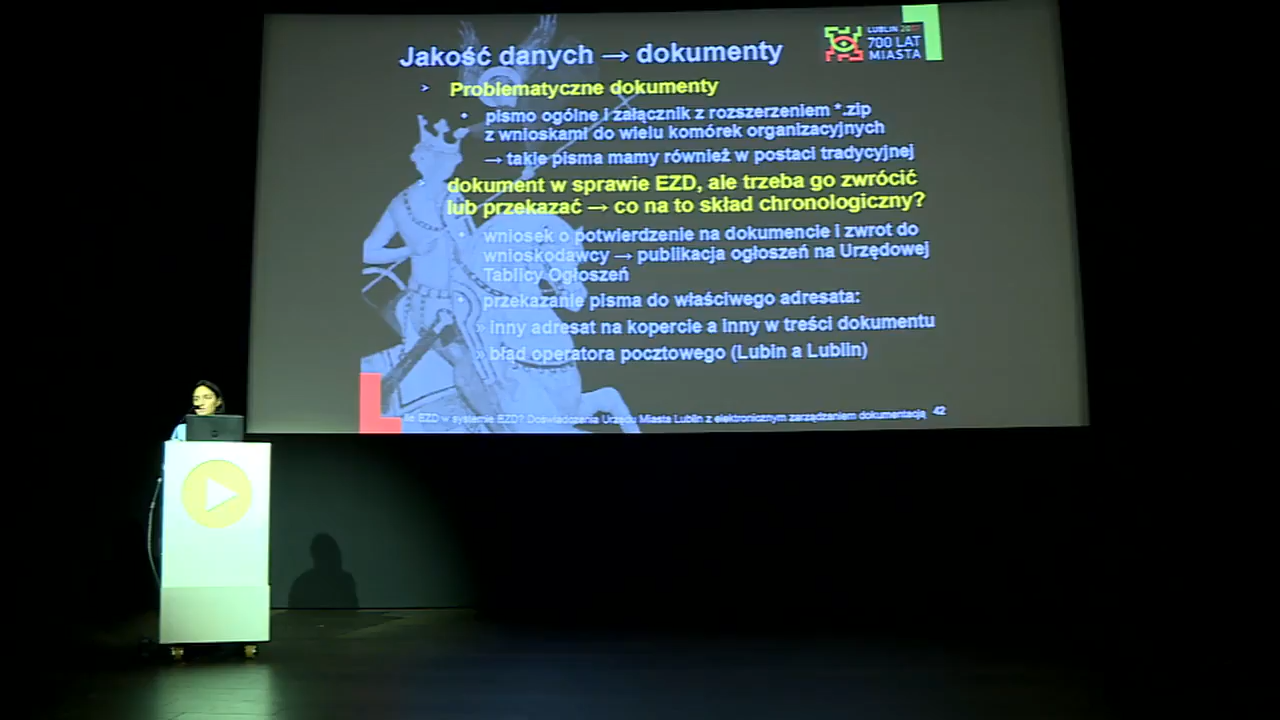 Jakość danych → dokumenty
LUBLIN 2017
700 LAT
MIASTA
➢ Problematyczne dokumenty
• pismo ogólne i załącznik z rozszerzeniem *.zip
z wnioskami do wielu komórek organizacyjnych
→ takie pisma mamy również w postaci tradycyjnej
dokument w sprawie EZD, ale trzeba go zwrócić
lub przekazać → co na to skład chronologiczny?
• wniosek o potwierdzenie na dokumencie i zwrot do
wnioskodawcy → publikacja ogłoszeń na Urzędowej
Tablicy Ogłoszeń
• przekazanie pisma do właściwego adresata:
» inny adresat na kopercie a inny w treści dokumentu
» błąd operatora pocztowego (Lubin a Lublin)
Ile EZD w systemie EZD? Doświadczenia Urzędu Miasta Lublin z elektronicznym zarządzaniem dokumentacją 42